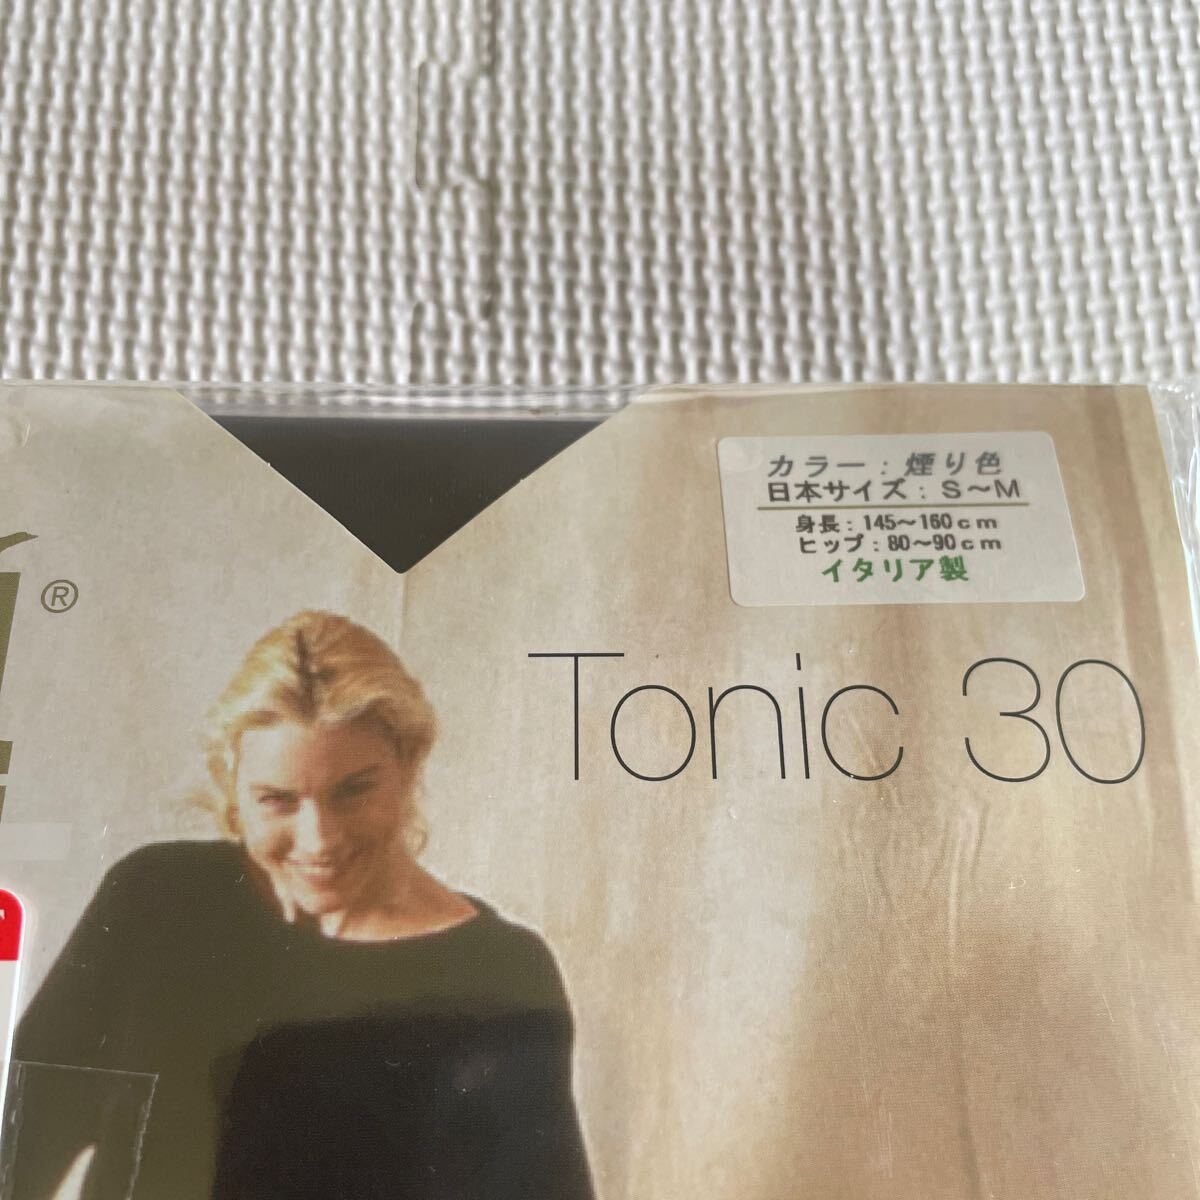 カラー：煙り色
日本サイズ：S～M
身長：145～160cm
ヒップ：80～90cm
イタリア製
®
Tonic 30